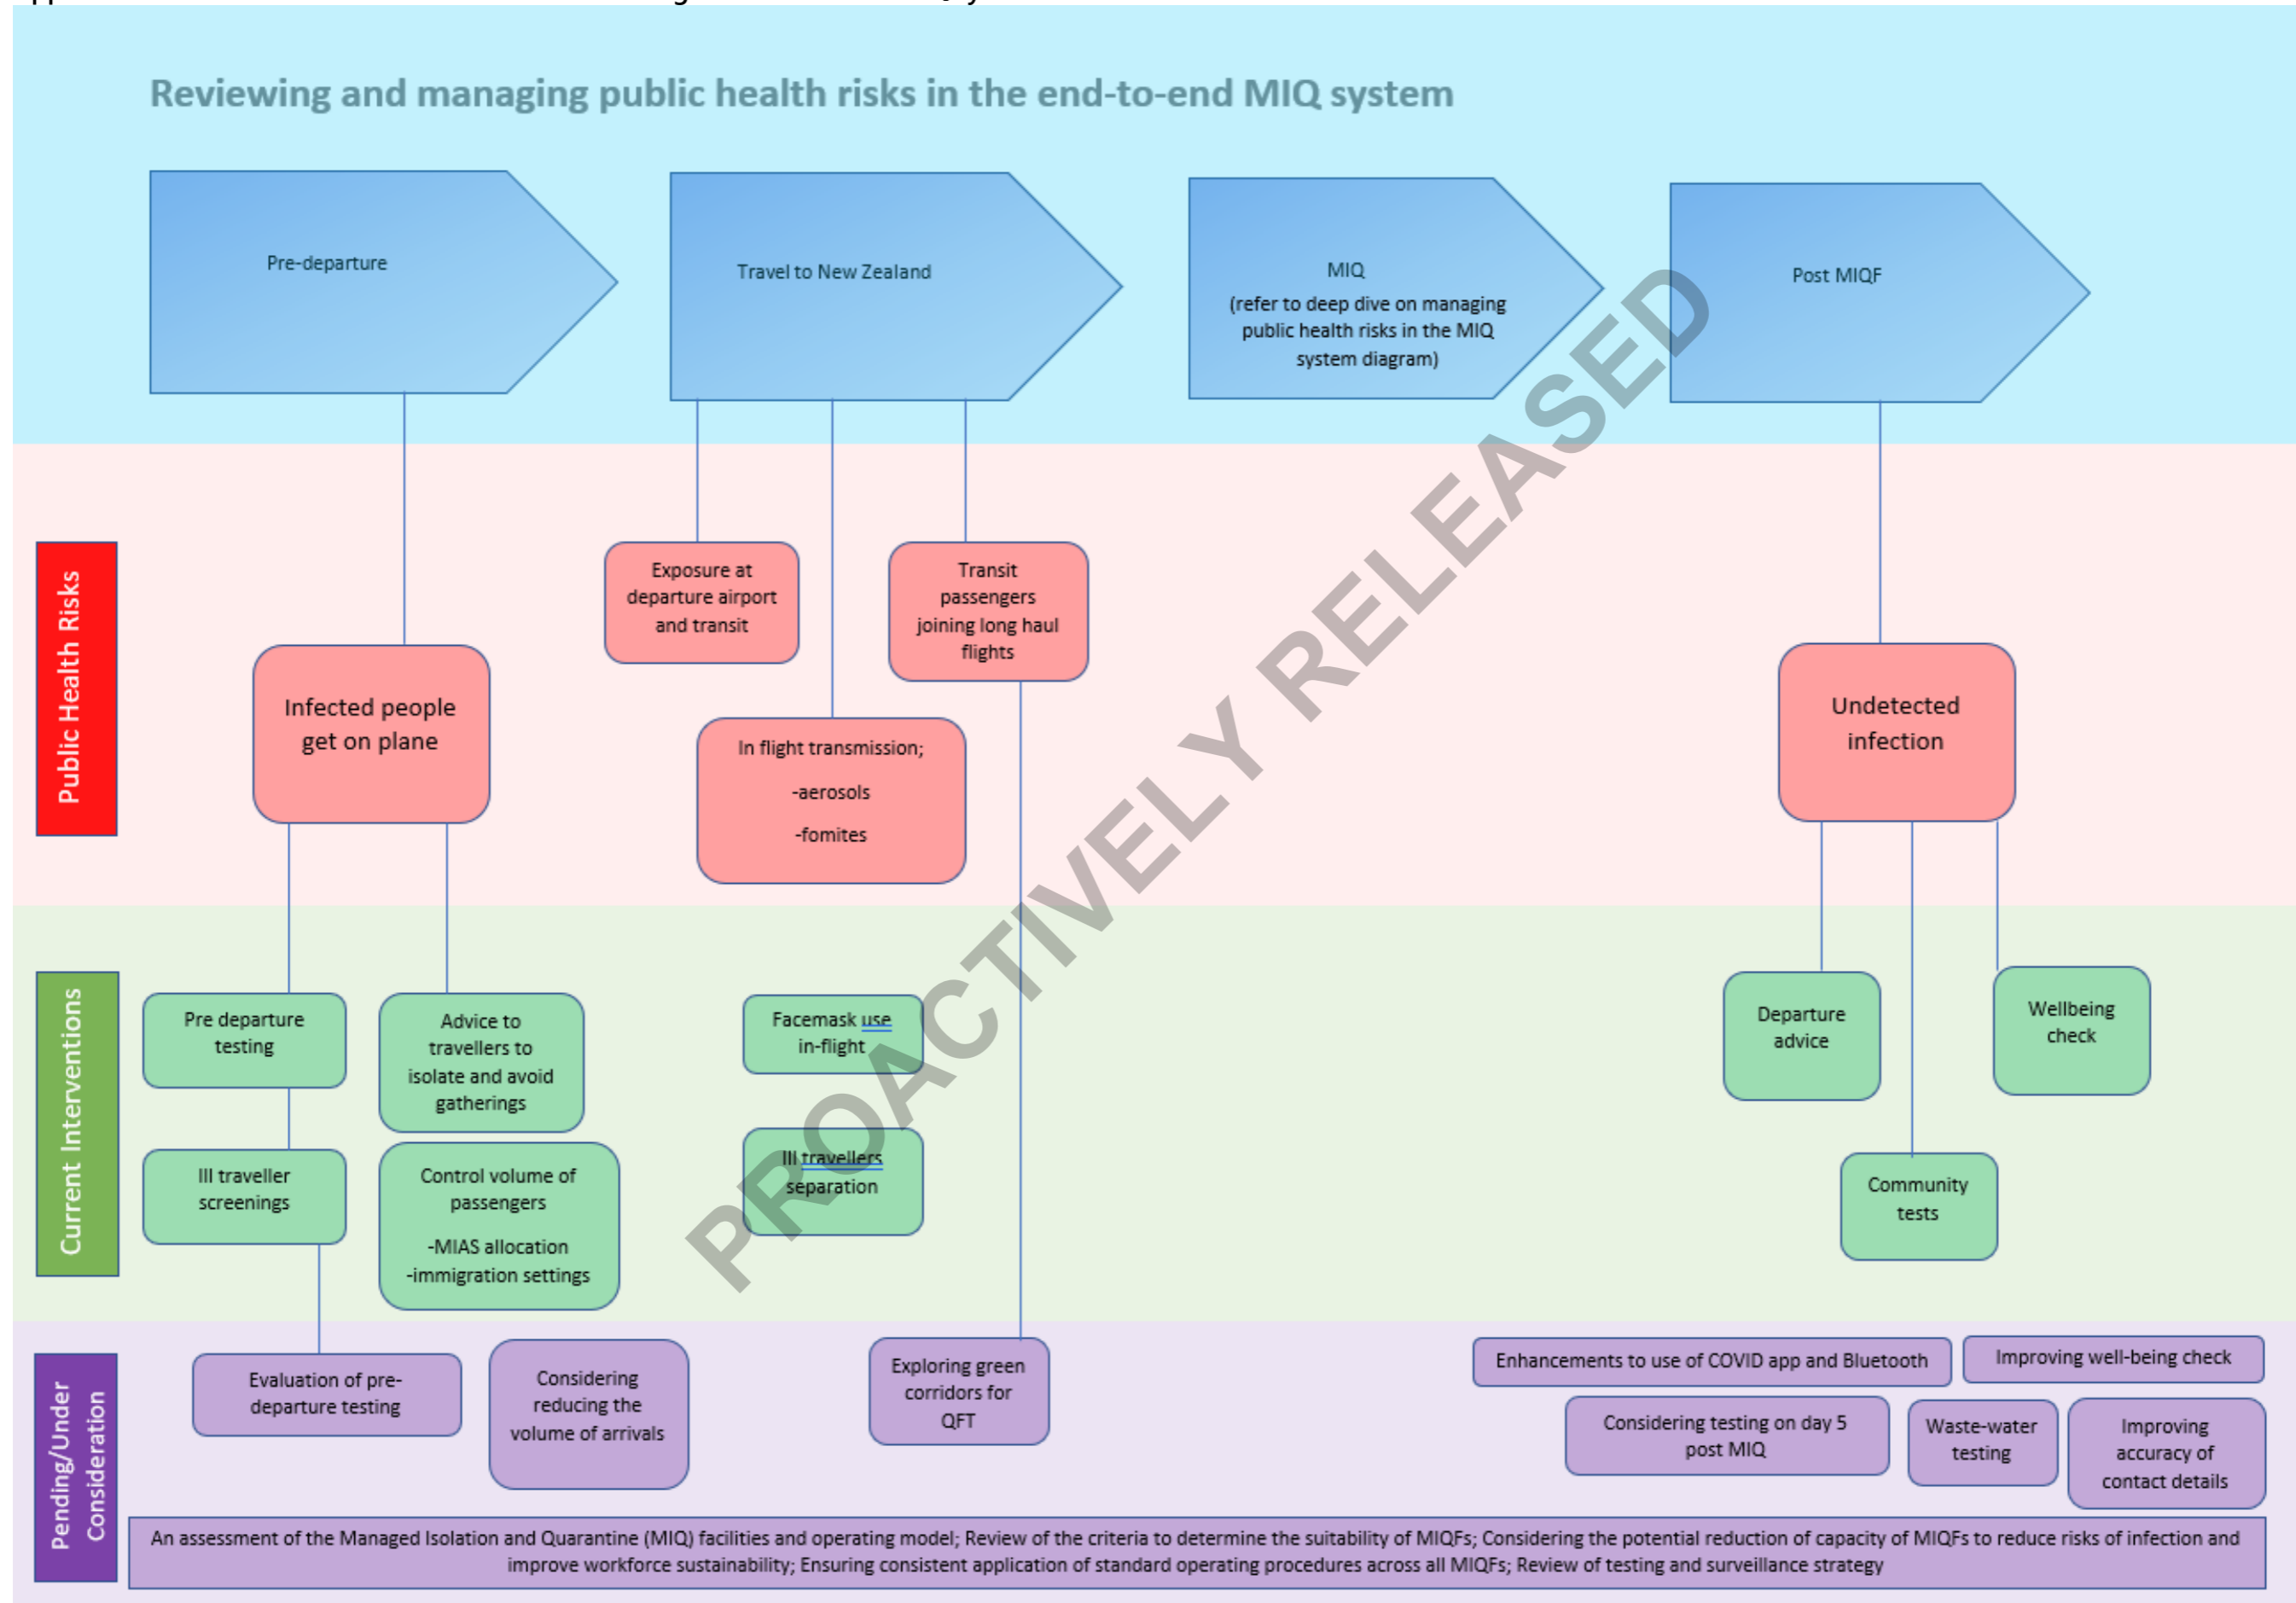 Reviewing and managing public health risks in the end-to-end MIQ system
Pre-departure
Travel to New Zealand
MIQ
(refer to deep dive on managing
public health risks in the MIQ
system diagram)
Post MIQF
Public Health Risks
Infected people
get on plane
Exposure at
departure airport
and transit
Transit
passengers
joining long haul
flights
In flight transmission;
-aerosols
-fomites
Undetected
infection
Current Interventions
Pre departure
testing
Advice to
travellers to
isolate and avoid
gatherings
Ill traveller
screenings
Control volume of
passengers
-MIAS allocation
-immigration settings
Facemask use
in-flight
Ill travellers
separation
Departure
advice
Wellbeing
check
Community
tests
Pending/Under
Consideration
Evaluation of pre-
departure testing
Considering
reducing the
volume of arrivals
Exploring green
corridors for
QFT
Enhancements to use of COVID app and Bluetooth
Improving well-being check
Considering testing on day 5
post MIQ
Waste-water
testing
Improving
accuracy of
contact details
An assessment of the Managed Isolation and Quarantine (MIQ) facilities and operating model; Review of the criteria to determine the suitability of MIQFs; Considering the potential reduction of capacity of MIQFs to reduce risks of infection and
improve workforce sustainability; Ensuring consistent application of standard operating procedures across all MIQFs; Review of testing and surveillance strategy
PROACTIVELY RELEASED